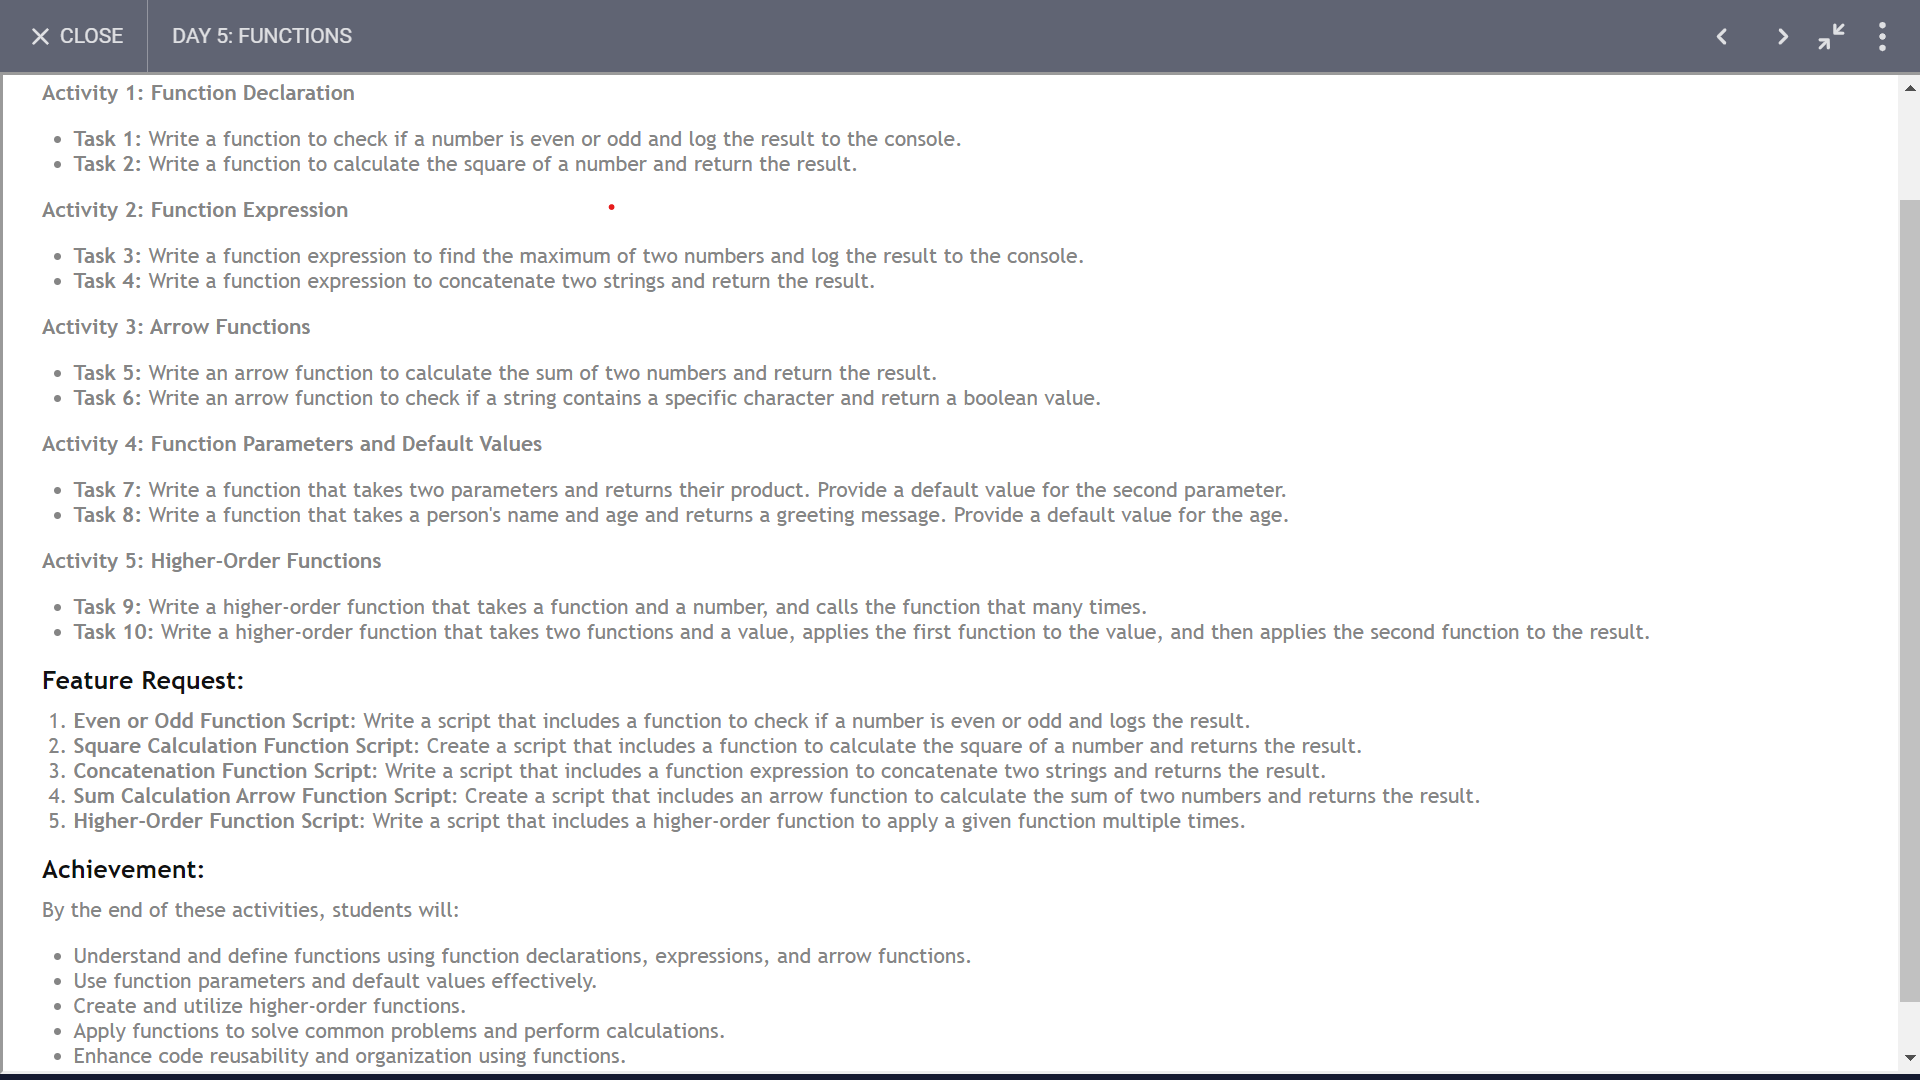 CLOSE
DAY 5: FUNCTIONS
Activity 1: Function Declaration
Task 1: Write a function to check if a number is even or odd and log the result to the console.
Task 2: Write a function to calculate the square of a number and return the result.
Activity 2: Function Expression
Task 3: Write a function expression to find the maximum of two numbers and log the result to the console.
Task 4: Write a function expression to concatenate two strings and return the result.
Activity 3: Arrow Functions
Task 5: Write an arrow function to calculate the sum of two numbers and return the result.
Task 6: Write an arrow function to check if a string contains a specific character and return a boolean value.
Activity 4: Function Parameters and Default Values
Task 7: Write a function that takes two parameters and returns their product. Provide a default value for the second parameter.
Task 8: Write a function that takes a person's name and age and returns a greeting message. Provide a default value for the age.
Activity 5: Higher-Order Functions
Task 9: Write a higher-order function that takes a function and a number, and calls the function that many times.
Task 10: Write a higher-order function that takes two functions and a value, applies the first function to the value, and then applies the second function to the result.
Feature Request:
1. Even or Odd Function Script: Write a script that includes a function to check if a number is even or odd and logs the result.
2. Square Calculation Function Script: Create a script that includes a function to calculate the square of a number and returns the result.
3. Concatenation Function Script: Write a script that includes a function expression to concatenate two strings and returns the result.
4. Sum Calculation Arrow Function Script: Create a script that includes an arrow function to calculate the sum of two numbers and returns the result.
5. Higher-Order Function Script: Write a script that includes a higher-order function to apply a given function multiple times.
Achievement:
By the end of these activities, students will:
Understand and define functions using function declarations, expressions, and arrow functions.
Use function parameters and default values effectively.
Create and utilize higher-order functions.
Apply functions to solve common problems and perform calculations.
Enhance code reusability and organization using functions.